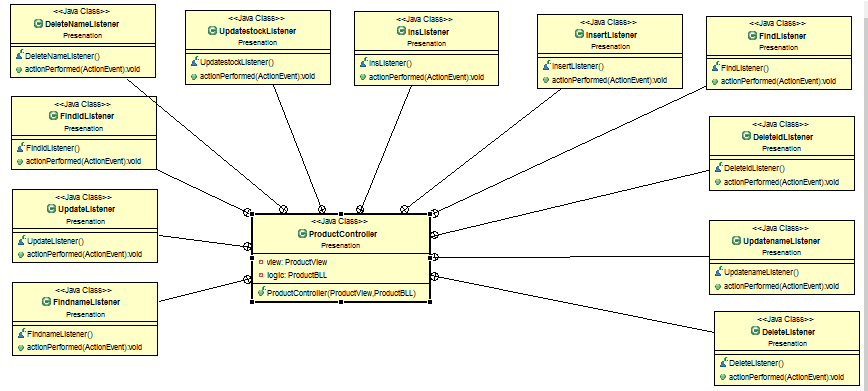 <<Java Class>>
DeleteNameListener
Presenation
DeleteNameListener()
actionPerformed(ActionEvent):void
<<Java Class>>
UpdatestockListener
Presenation
UpdatestockListener()
actionPerformed(ActionEvent):void
<<Java Class>>
InsListener
Presenation
InsListener()
actionPerformed(ActionEvent):void
<<Java Class>>
InsertListener
Presenation
InsertListener()
actionPerformed(ActionEvent):void
<<Java Class>>
FindListener
Presenation
FindListener()
actionPerformed(ActionEvent):void
<<Java Class>>
FindidListener
Presenation
FindidListener()
actionPerformed(ActionEvent):void
<<Java Class>>
DeleteidListener
Presenation
DeleteidListener()
actionPerformed(ActionEvent):void
<<Java Class>>
UpdateListener
Presenation
UpdateListener()
actionPerformed(ActionEvent):void
<<Java Class>>
ProductController
Presenation
view: ProductView
logic: ProductBLL
ProductController(ProductView,ProductBLL)
<<Java Class>>
UpdatenameListener
Presenation
UpdatenameListener()
actionPerformed(ActionEvent):void
<<Java Class>>
FindnameListener
Presenation
FindnameListener()
actionPerformed(ActionEvent):void
<<Java Class>>
DeleteListener
Presenation
DeleteListener()
actionPerformed(ActionEvent):void